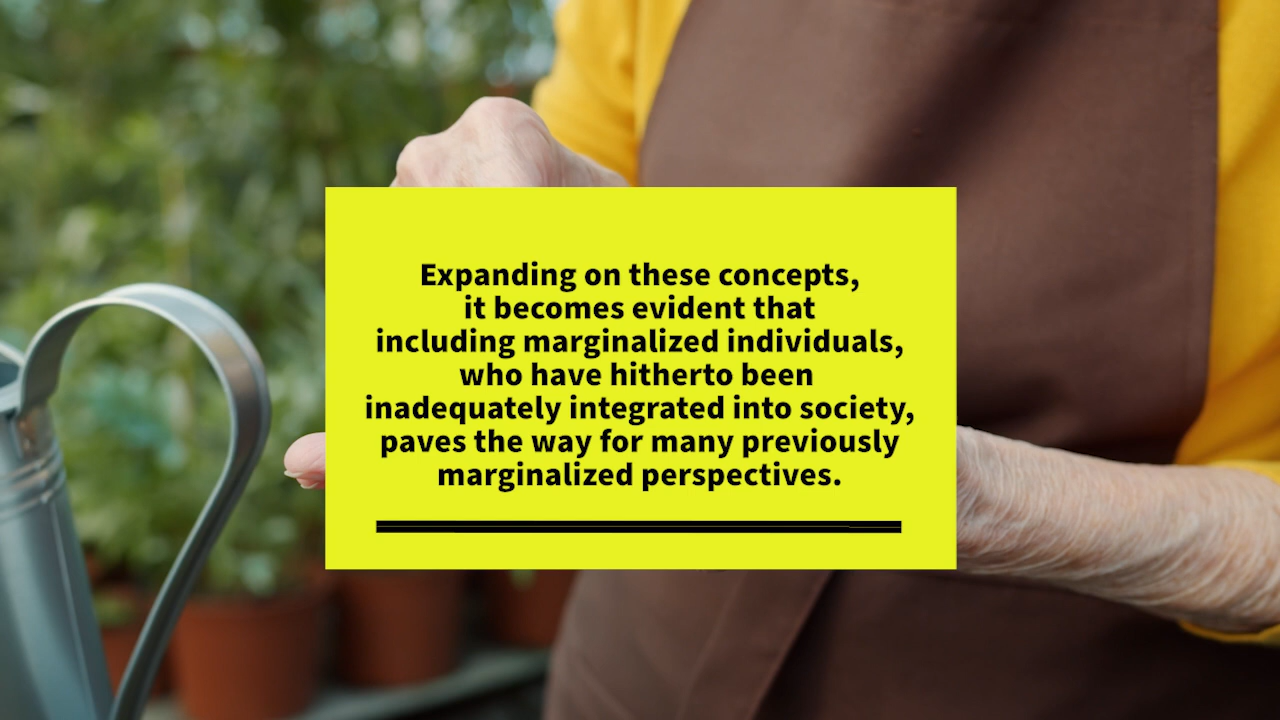 Expanding on these concepts,
it becomes evident that
including marginalized individuals,
who have hitherto been
inadequately integrated into society,
paves the way for many previously
marginalized perspectives.